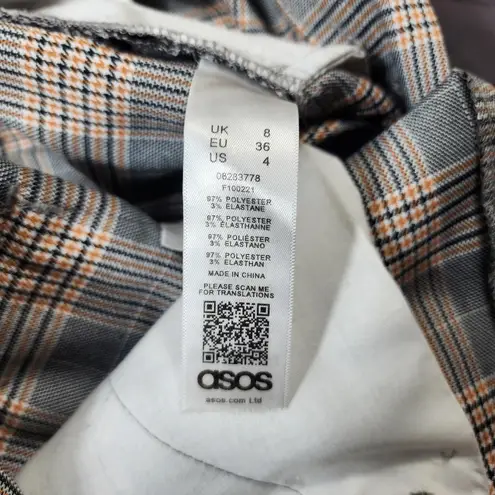 UK 8
EU 36
US 4
08283778
F100221
97% POLYESTER
3% ELASTANE
97% POLYESTER
3% ELASTHANNE
97% POLIÉSTER
3% ELASTANO
97% POLYESTER
3% ELASTHAN
MADE IN CHINA
PLEASE SCAN ME
FOR TRANSLATIONS
asos
asos.com Ltd